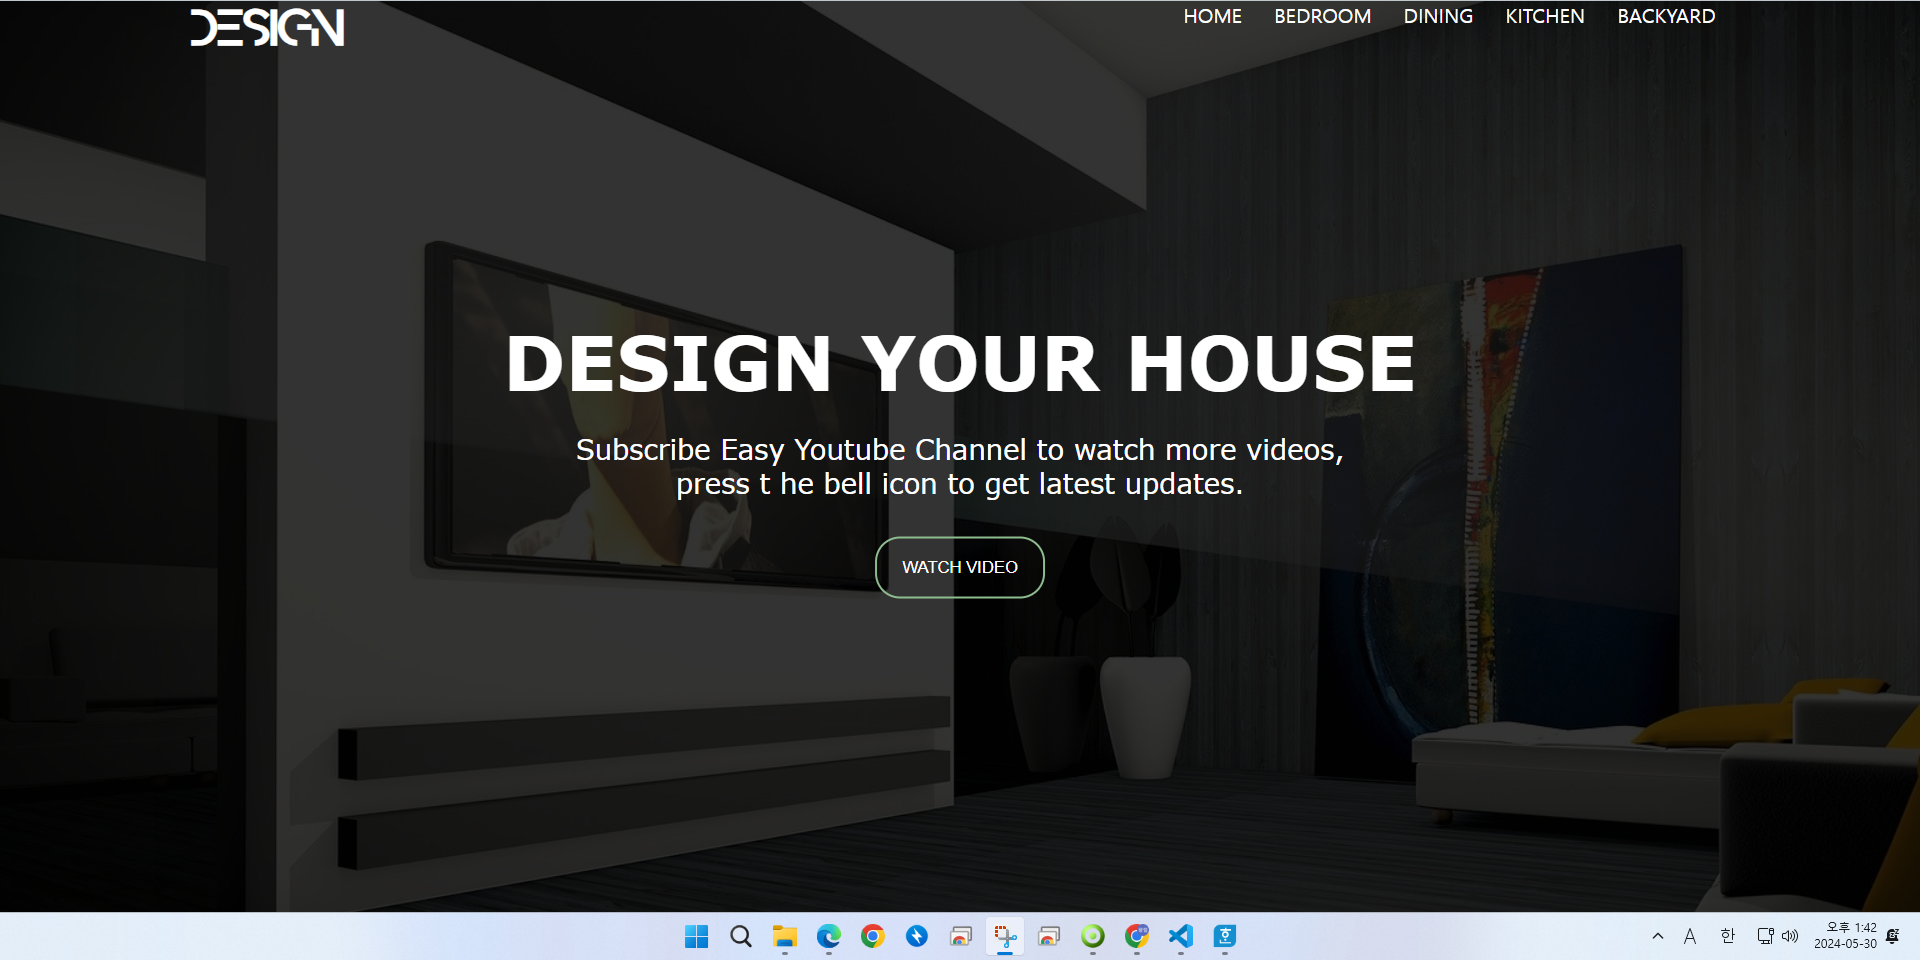 DESIGN
HOME BEDROOM DINING KITCHEN BACKYARD
DESIGN YOUR HOUSE
Subscribe Easy Youtube Channel to watch more videos,
press t he bell icon to get latest updates.
WATCH VIDEO
A 한
오후 1:42
2024-05-30